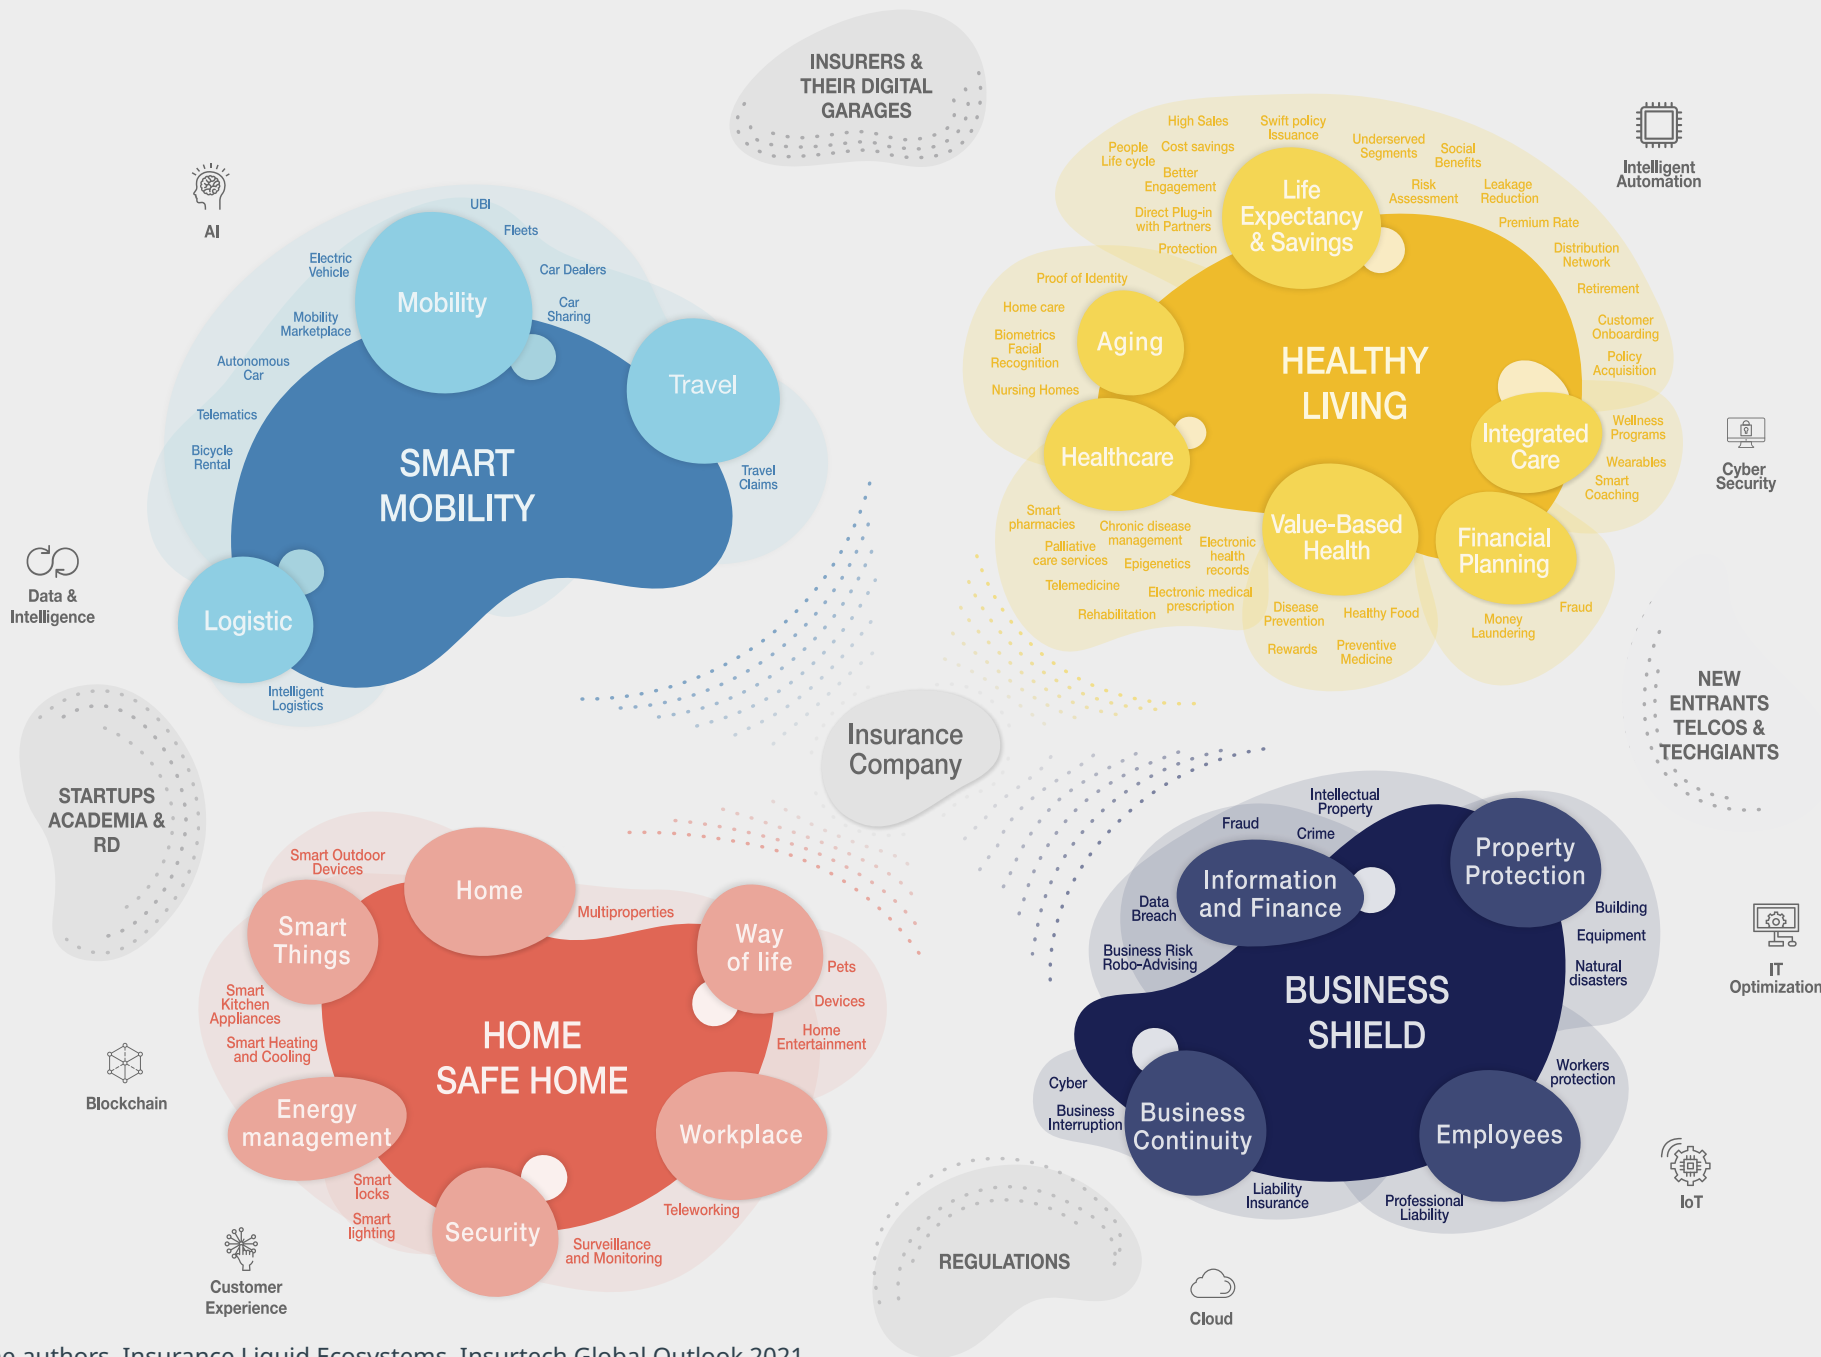 INSURERS &
THEIR DIGITAL
GARAGES
AI
UBI
Fleets
Electric
Vehicle
Car Dealers
Mobility
Car
Sharing
Mobility
Marketplace
Autonomous
Car
Travel
Telematics
Bicycle
Rental
SMART
MOBILITY
Travel
Claims
Logistic
Intelligent
Logistics
Data &
Intelligence
High Sales
Swift policy
Issuance
Underserved
Segments
Social
Benefits
People
Life cycle
Cost savings
Better
Engagement
Life
Expectancy
& Savings
Risk
Assessment
Leakage
Reduction
Direct Plug-in
with Partners
Premium Rate
Protection
Distribution
Network
Proof of Identity
Retirement
Home care
Customer
Onboarding
Biometrics
Facial
Recognition
Aging
Policy
Acquisition
Nursing Homes
HEALTHY
LIVING
Healthcare
Integrated
Care
Wellness
Programs
Wearables
Smart
Coaching
Smart
pharmacies
Chronic disease
management
Palliative
care services
Epigenetics
Electronic
health
records
Telemedicine
Electronic medical
prescription
Rehabilitation
Value-Based
Health
Financial
Planning
Disease
Prevention
Healthy Food
Rewards
Preventive
Medicine
Money
Laundering
Fraud
Intelligent
Automation
Cyber
Security
NEW
ENTRANTS
TELCOS &
TECHGIANTS
Insurance
Company
STARTUPS
ACADEMIA &
RD
Smart Outdoor
Devices
Home
Multiproperties
Smart
Things
Way
of life
Pets
Devices
Home
Entertainment
Smart
Kitchen
Appliances
Smart Heating
and Cooling
HOME
SAFE HOME
Energy
management
Workplace
Smart
locks
Smart
lighting
Security
Teleworking
Surveillance
and Monitoring
Blockchain
Customer
Experience
Intellectual
Property
Fraud
Crime
Information
and Finance
Property
Protection
Data
Breach
Building
Equipment
Business Risk
Robo-Advising
Natural
disasters
BUSINESS
SHIELD
Workers
protection
Cyber
Business
Interruption
Business
Continuity
Employees
Liability
Insurance
Professional
Liability
IT
Optimization
IoT
REGULATIONS
Cloud
authors. Insurance Liquid Ecosystems. Insurtech Global Outlook 2021